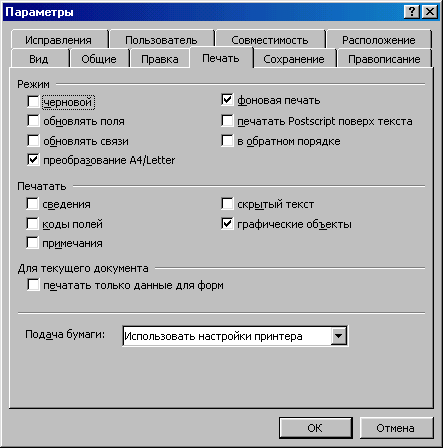 Параметры
Исправления Пользователь Совместимость Расположение
Вид Общие Правка Печать Сохранение Правописание
Режим
черновой фоновая печать
обновлять поля печатать Postscript поверх текста
обновлять связи в обратном порядке
преобразование A4/Letter
Печатать
сведения скрытый текст
коды полей графические объекты
примечания
Для текущего документа
печатать только данные для форм
Подача бумаги: Использовать настройки принтера
OK Отмена